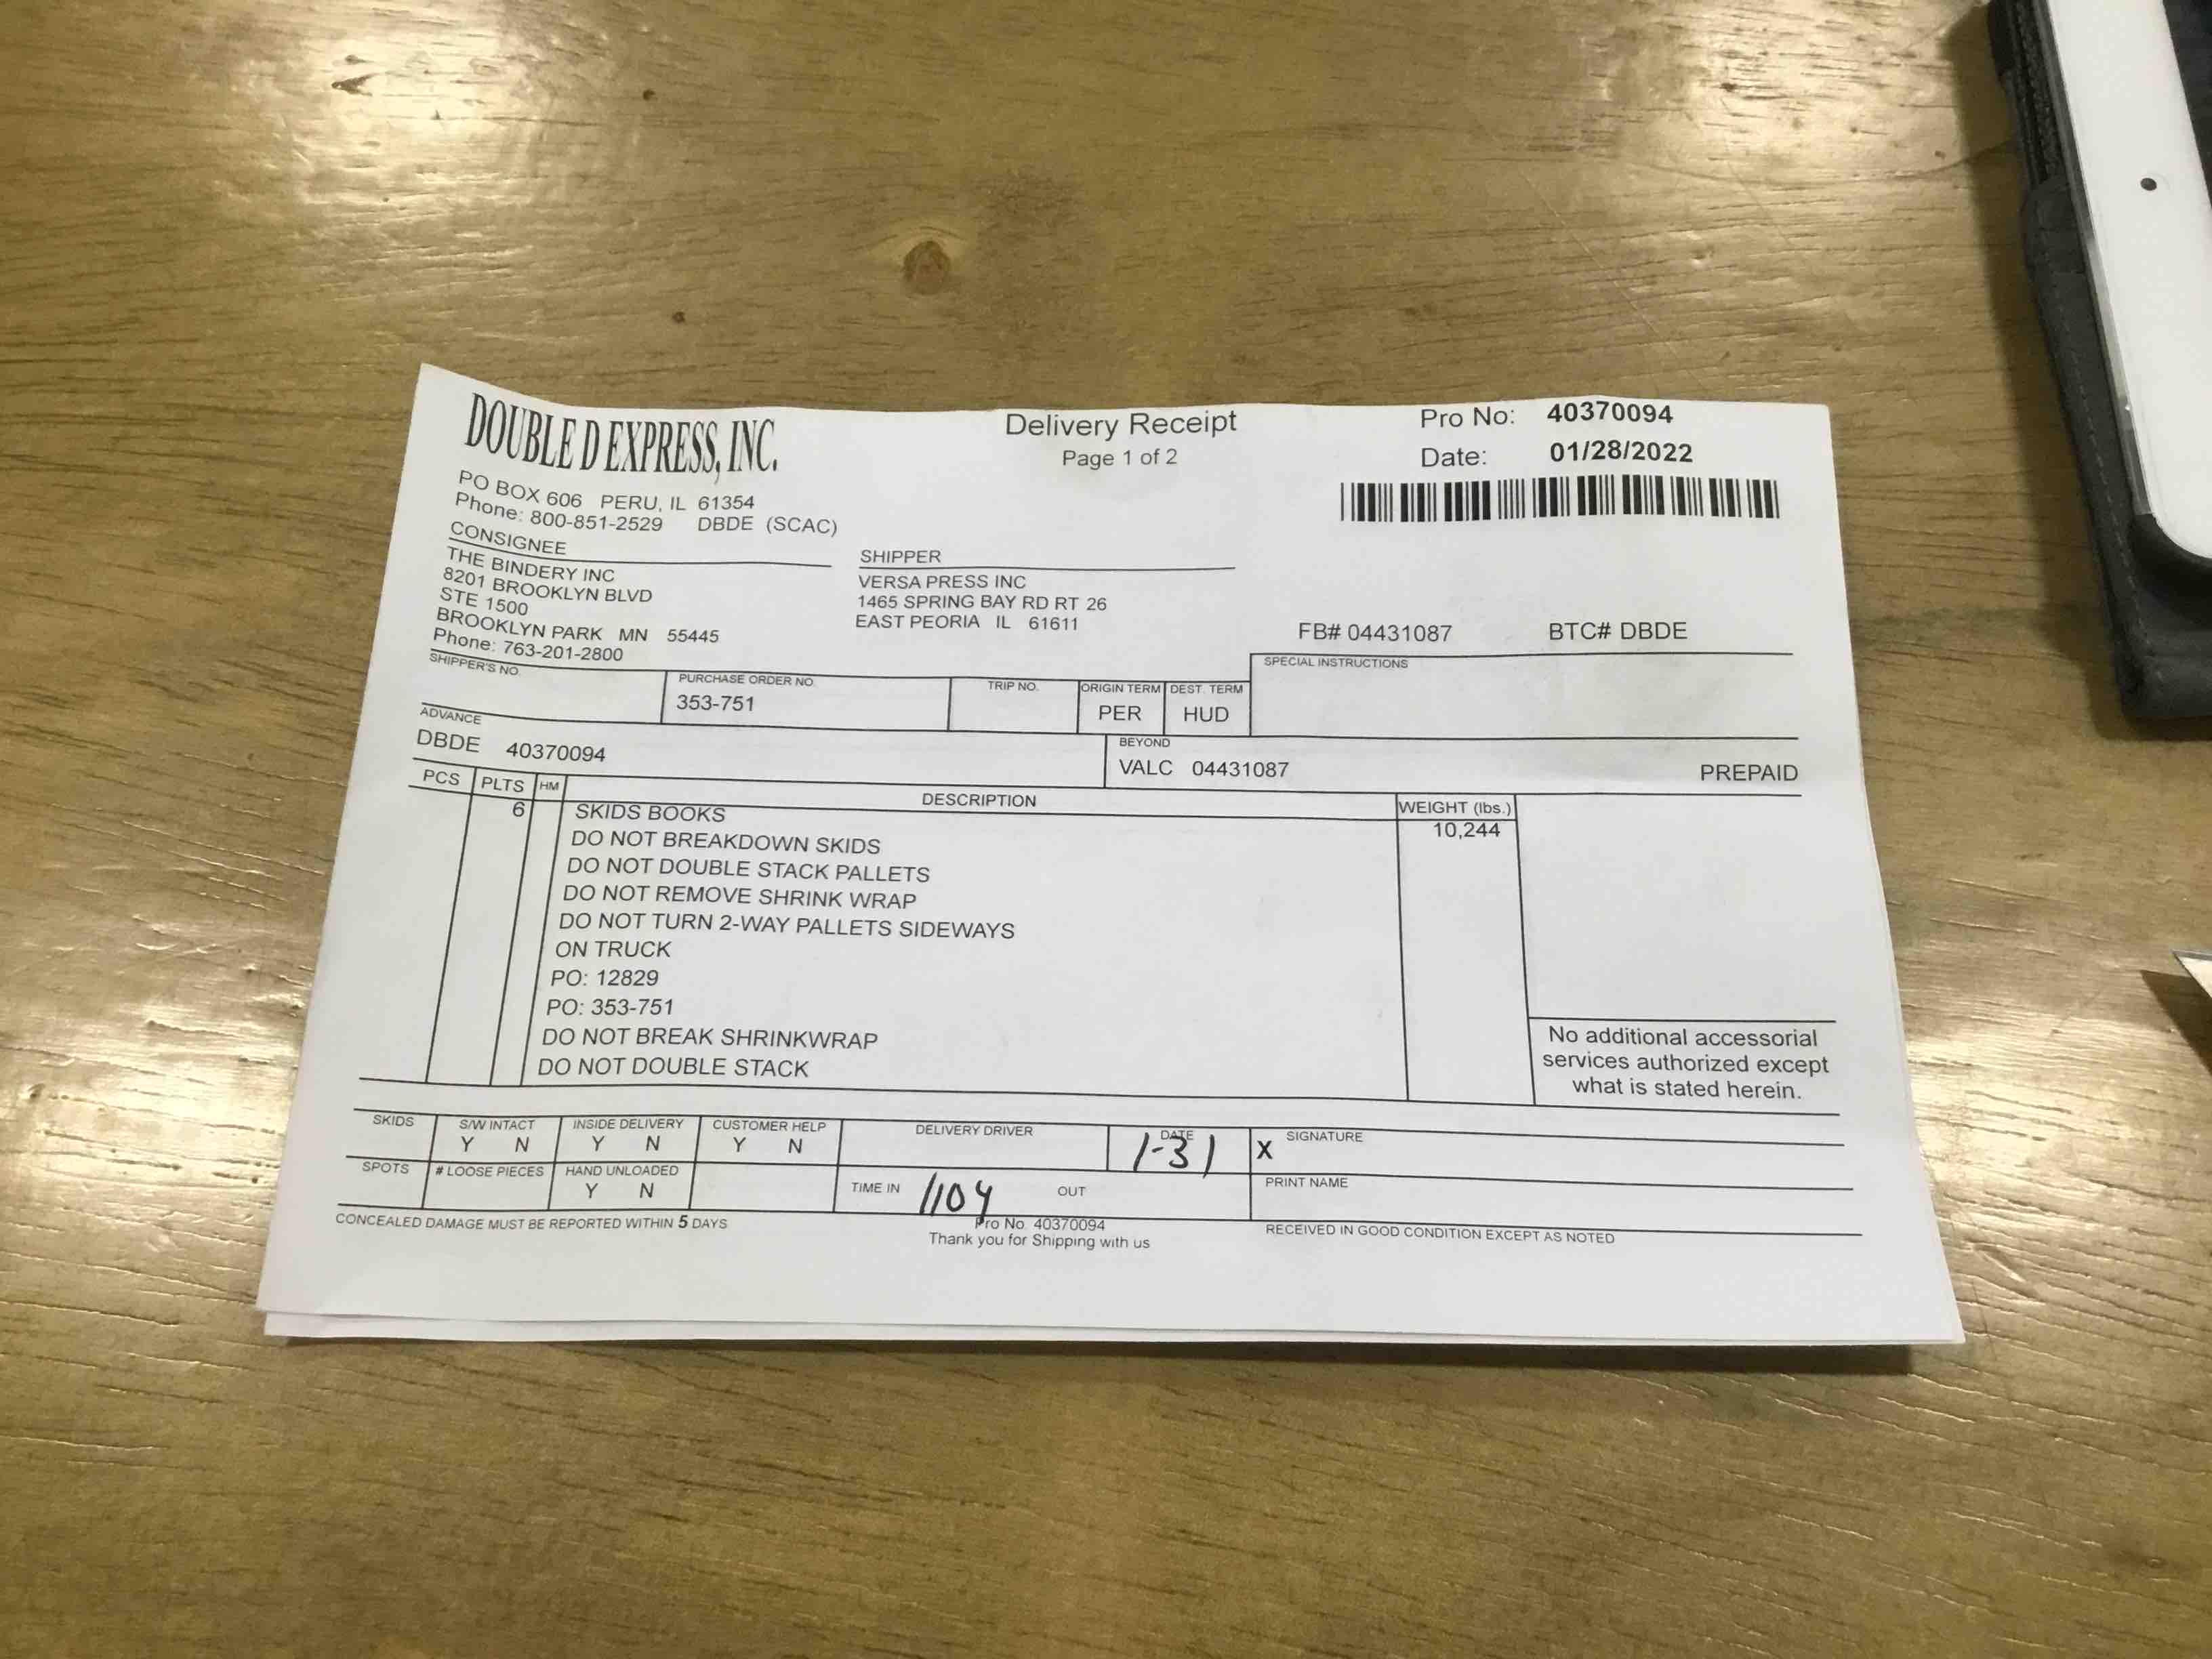 DOUBLE D EXPRESS, INC.
PO BOX 606 PERU, IL 61354
Phone: 800-851-2529 DBDE (SCAC)
Delivery Receipt
Page 1 of 2
Pro No: 40370094
Date: 01/28/2022
CONSIGNEE
THE BINDERY INC
8201 BROOKLYN BLVD
STE 1500
BROOKLYN PARK MN 55445
Phone: 763-201-2800
SHIPPER
VERSA PRESS INC
1465 SPRING BAY RD RT 26
EAST PEORIA IL 61611
FB# 04431087 BTC# DBDE
SHIPPER'S NO.
PURCHASE ORDER NO.
353-751
TRIP NO.
ORIGIN TERM
PER
DEST. TERM
HUD
SPECIAL INSTRUCTIONS
ADVANCE
DBDE 40370094
BEYOND
VALC 04431087
PREPAID
PCS PLTS HM DESCRIPTION WEIGHT (lbs.)
6 SKIDS BOOKS 10,244
DO NOT BREAKDOWN SKIDS
DO NOT DOUBLE STACK PALLETS
DO NOT REMOVE SHRINK WRAP
DO NOT TURN 2-WAY PALLETS SIDEWAYS
ON TRUCK
PO: 12829
PO: 353-751
DO NOT BREAK SHRINKWRAP
DO NOT DOUBLE STACK
No additional accessorial
services authorized except
what is stated herein.
SKIDS
S/W INTACT
Y N
INSIDE DELIVERY
Y N
CUSTOMER HELP
Y N
DELIVERY DRIVER
DATE
1-31
X SIGNATURE
SPOTS
# LOOSE PIECES
HAND UNLOADED
Y N
TIME IN 1104 OUT
PRINT NAME
CONCEALED DAMAGE MUST BE REPORTED WITHIN 5 DAYS
Pro No. 40370094
Thank you for Shipping with us
RECEIVED IN GOOD CONDITION EXCEPT AS NOTED